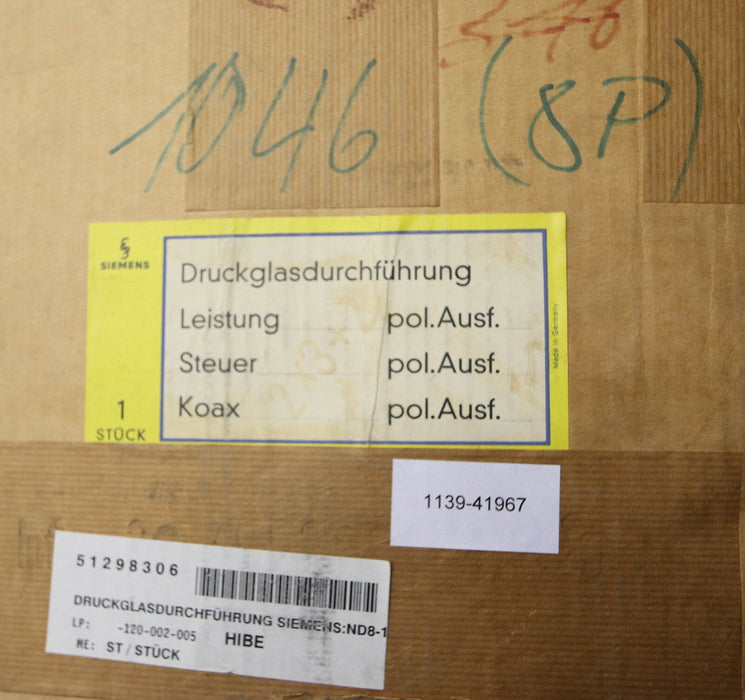 1046 (8P)
SIEMENS
Druckglasdurchführung
Leistung pol.Ausf.
Steuer pol.Ausf.
Koax pol.Ausf.
1
STÜCK
Made in Germany
1139-41967
51298306
DRUCKGLASDURCHFÜHRUNG SIEMENS:ND8-1
LP: -120-002-005 HIBE
ME: ST/STÜCK